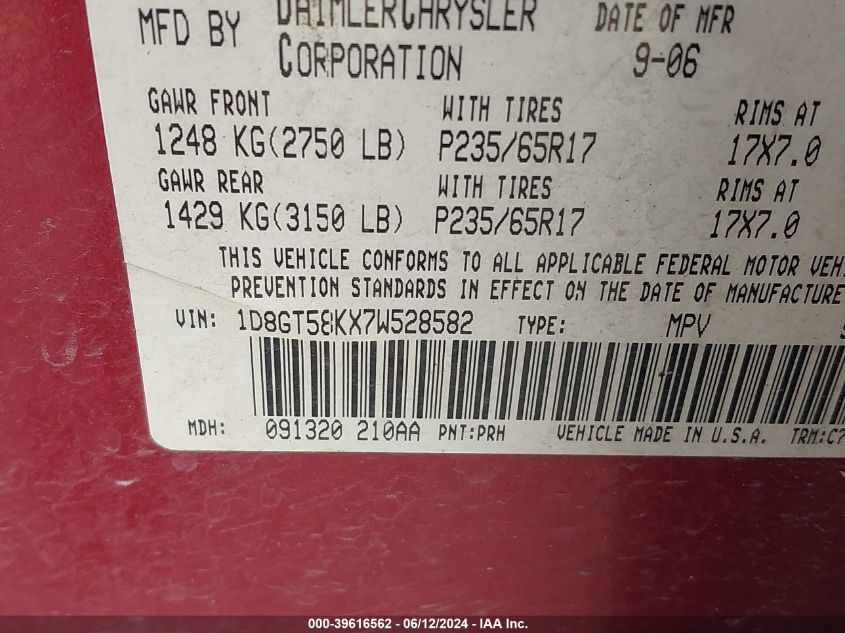 MFD BY DAIMLERCHRYSLER DATE OF MFR
CORPORATION 9-06
GAWR FRONT WITH TIRES RIMS AT
1248 KG(2750 LB) P235/65R17 17X7.0
GAWR REAR WITH TIRES RIMS AT
1429 KG(3150 LB) P235/65R17 17X7.0
THIS VEHICLE CONFORMS TO ALL APPLICABLE FEDERAL MOTOR VEH
PREVENTION STANDARDS IN EFFECT ON THE DATE OF MANUFACTURE
VIN: 1D8GT58KX7W528582 TYPE: MPV
MDH: 091320 210AA PNT:PRH VEHICLE MADE IN U.S.A. TRM:C7
000-39616562 - 06/12/2024 - IAA Inc.